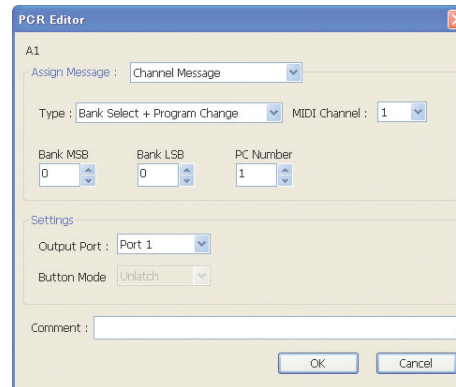 PCR Editor
A1
Assign Message : Channel Message
Type : Bank Select + Program Change MIDI Channel : 1
Bank MSB Bank LSB PC Number
0 0 1
Settings
Output Port : Port 1
Button Mode Unlatch
Comment :
OK Cancel